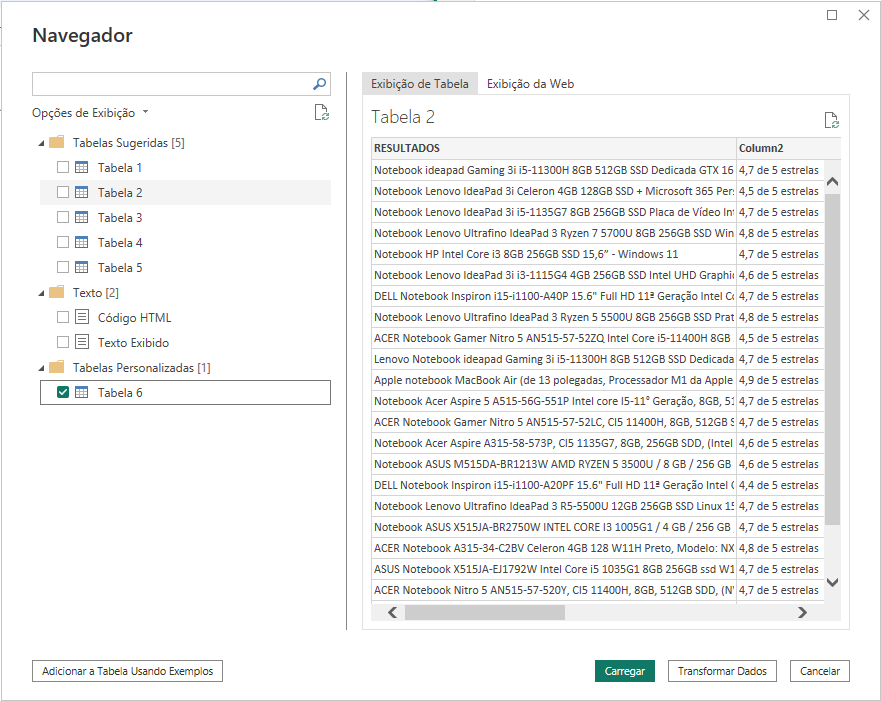 Navegador
Opções de Exibição
Tabelas Sugeridas [5]
Tabela 1
Tabela 2
Tabela 3
Tabela 4
Tabela 5
Texto [2]
Código HTML
Texto Exibido
Tabelas Personalizadas [1]
Tabela 6
Exibição de Tabela Exibição da Web
Tabela 2
RESULTADOS Column2
Notebook ideapad Gaming 3i i5-11300H 8GB 512GB SSD Dedicada GTX 16 4,7 de 5 estrelas
Notebook Lenovo IdeaPad 3i Celeron 4GB 128GB SSD + Microsoft 365 Pers 4,5 de 5 estrelas
Notebook Lenovo IdeaPad 3i i5-1135G7 8GB 256GB SSD Placa de Vídeo Int 4,7 de 5 estrelas
Notebook Lenovo Ultrafino IdeaPad 3 Ryzen 7 5700U 8GB 256GB SSD Win 4,8 de 5 estrelas
Notebook HP Intel Core i3 8GB 256GB SSD 15,6” - Windows 11 4,7 de 5 estrelas
Notebook Lenovo IdeaPad 3i i3-1115G4 4GB 256GB SSD Intel UHD Graphic 4,6 de 5 estrelas
DELL Notebook Inspiron i15-i1100-A40P 15.6" Full HD 11ª Geração Intel Co 4,7 de 5 estrelas
Notebook Lenovo Ultrafino IdeaPad 3 Ryzen 5 5500U 8GB 256GB SSD Prat 4,8 de 5 estrelas
ACER Notebook Gamer Nitro 5 AN515-57-52ZQ Intel Core i5-11400H 8GB 4,5 de 5 estrelas
Lenovo Notebook ideapad Gaming 3i i5-11300H 8GB 512GB SSD Dedicada 4,7 de 5 estrelas
Apple notebook MacBook Air (de 13 polegadas, Processador M1 da Apple 4,9 de 5 estrelas
Notebook Acer Aspire 5 A515-56G-551P Intel core I5-11° Geração, 8GB, 51 4,7 de 5 estrelas
ACER Notebook Gamer Nitro 5 AN515-57-52LC, CI5 11400H, 8GB, 512GB S 4,7 de 5 estrelas
Notebook Acer Aspire A315-58-573P, CI5 1135G7, 8GB, 256GB SDD, (Intel 4,6 de 5 estrelas
Notebook ASUS M515DA-BR1213W AMD RYZEN 5 3500U / 8 GB / 256 GB 4,6 de 5 estrelas
DELL Notebook Inspiron i15-i1100-A20PF 15.6" Full HD 11ª Geração Intel C 4,4 de 5 estrelas
Notebook Lenovo Ultrafino IdeaPad 3 R5-5500U 12GB 256GB SSD Linux 15 4,7 de 5 estrelas
Notebook ASUS X515JA-BR2750W INTEL CORE I3 1005G1 / 4 GB / 256 GB 4,7 de 5 estrelas
ACER Notebook A315-34-C2BV Celeron 4GB 128 W11H Preto, Modelo: NX 4,8 de 5 estrelas
ASUS Notebook X515JA-EJ1792W Intel Core i5 1035G1 8GB 256GB ssd W1 4,7 de 5 estrelas
ACER Notebook Nitro 5 AN515-57-520Y, CI5 11400H, 8GB, 512GB SDD, (NV 4,7 de 5 estrelas
Adicionar a Tabela Usando Exemplos Carregar Transformar Dados Cancelar